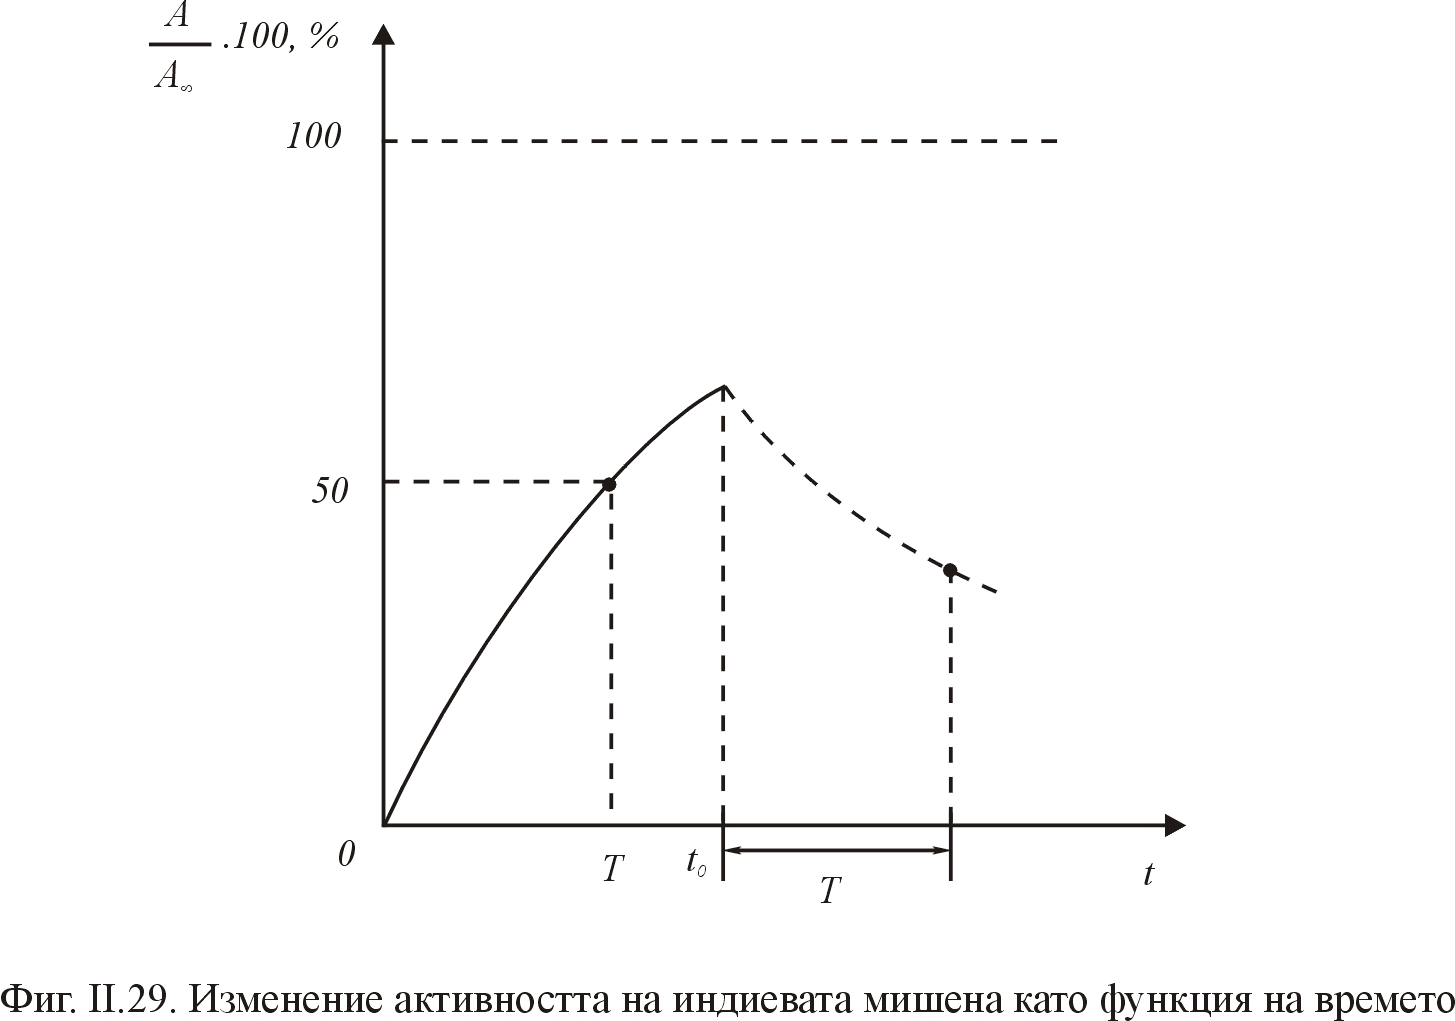 A
.100, %
A∞
100
50
0
T
t0
T
t
Фиг. II.29. Изменение активността на индиевата мишена като функция на времето